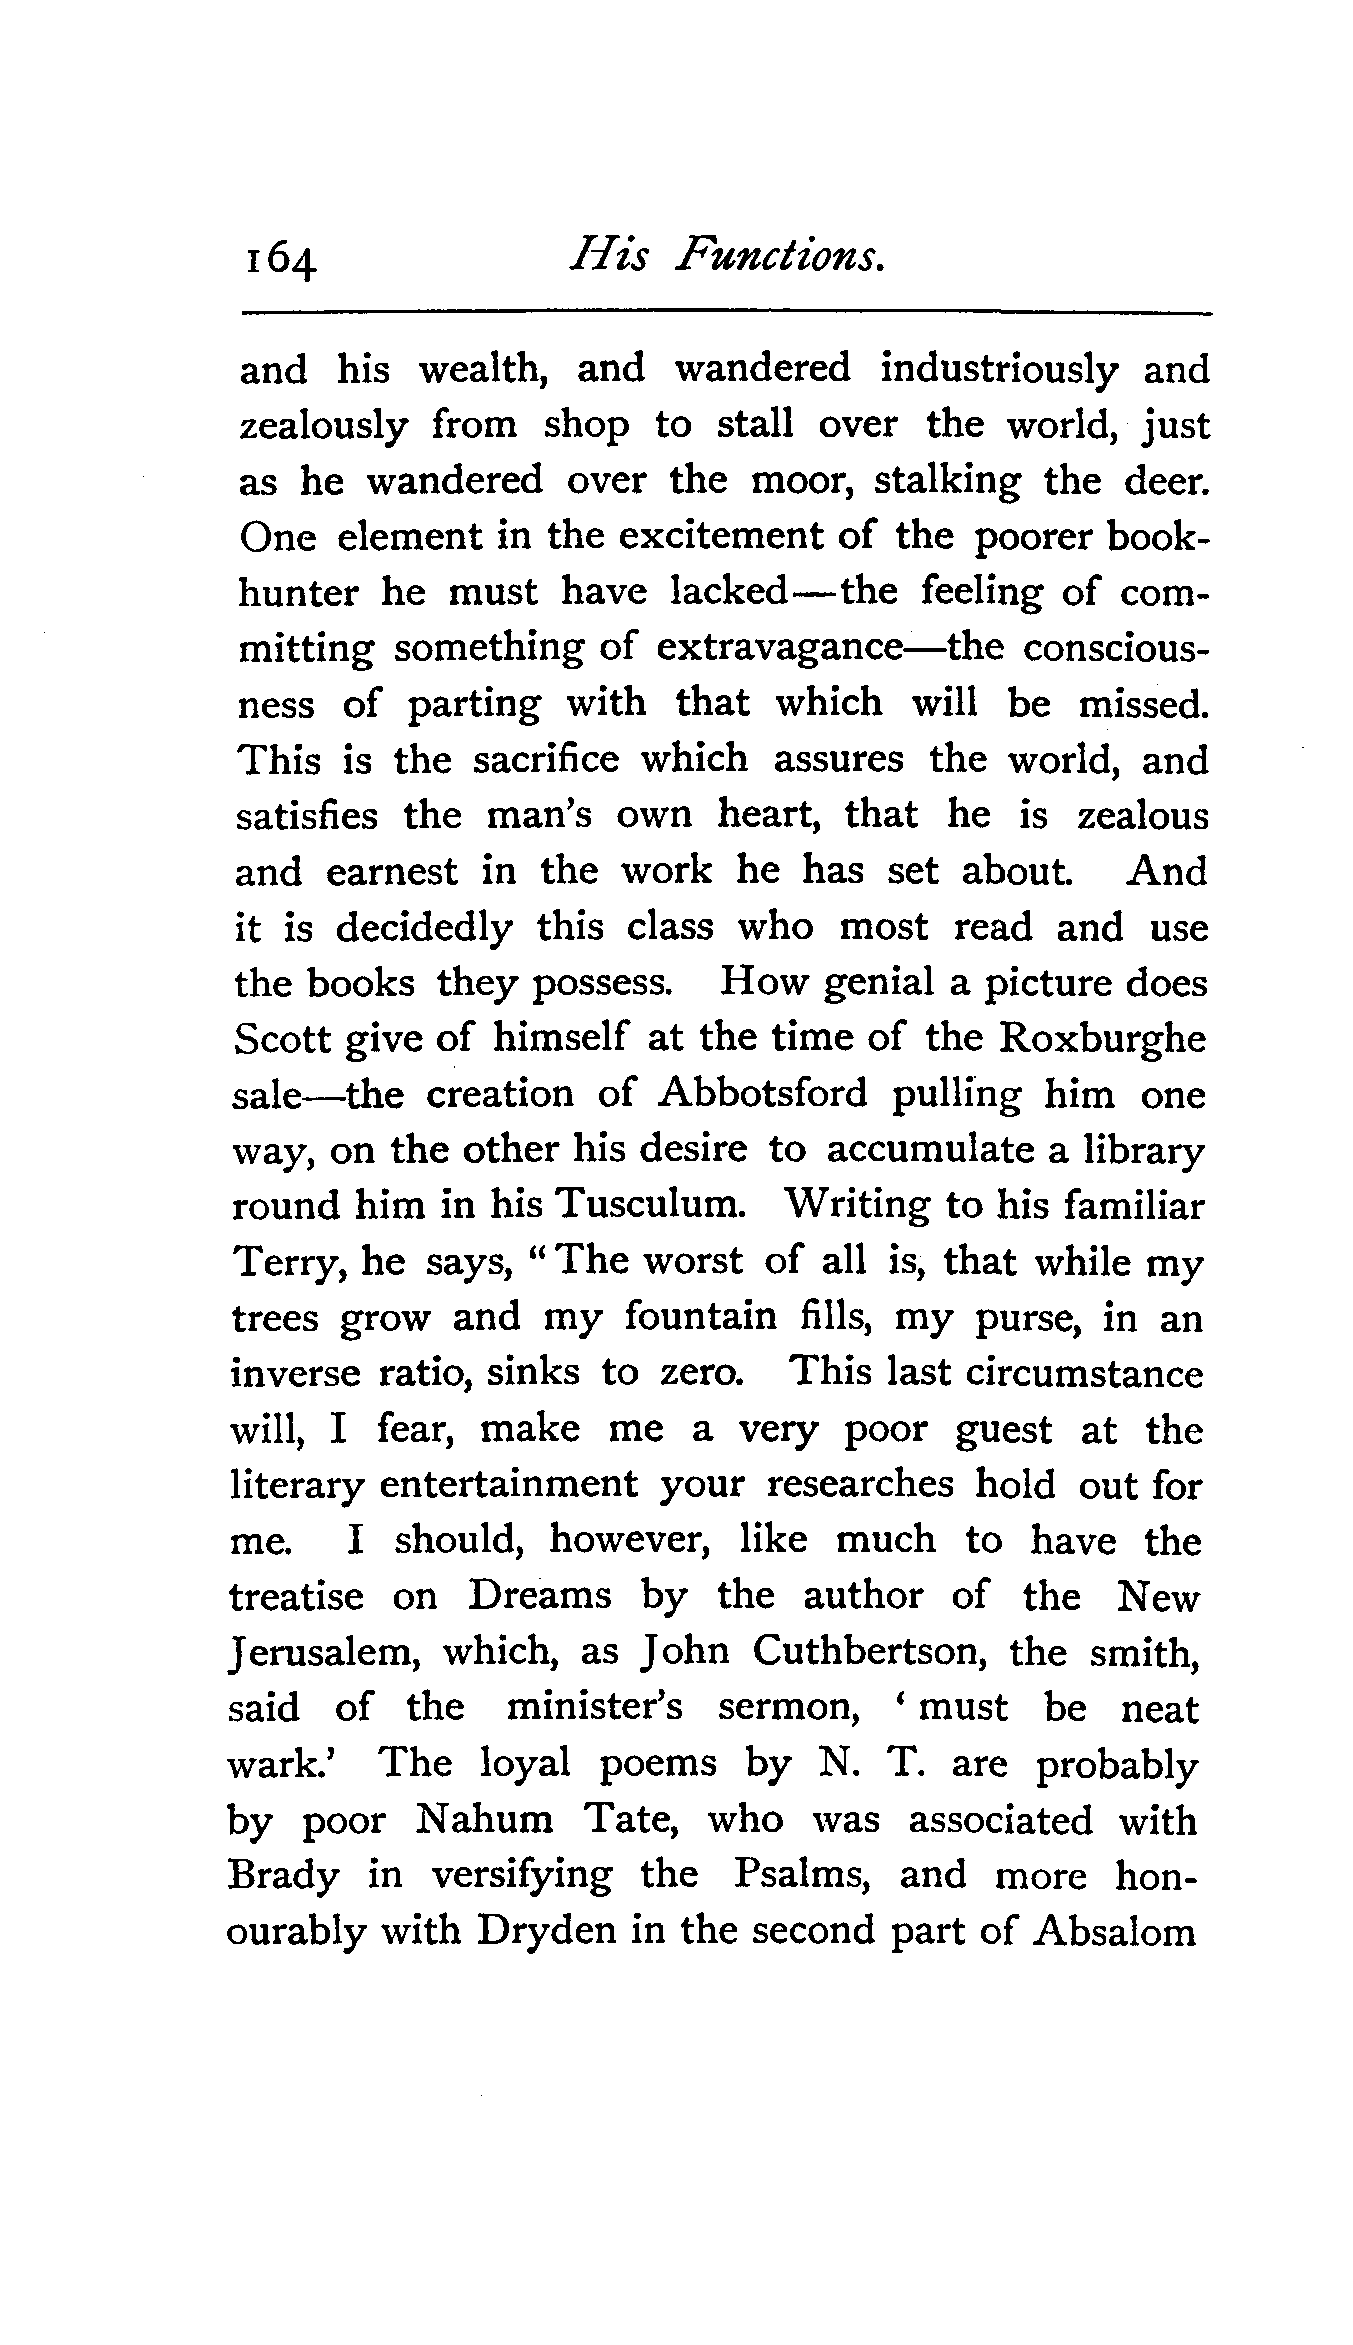 164 His Functions.
and his wealth, and wandered industriously and
zealously from shop to stall over the world, just
as he wandered over the moor, stalking the deer.
One element in the excitement of the poorer book-
hunter he must have lacked—the feeling of com-
mitting something of extravagance—the conscious-
ness of parting with that which will be missed.
This is the sacrifice which assures the world, and
satisfies the man's own heart, that he is zealous
and earnest in the work he has set about. And
it is decidedly this class who most read and use
the books they possess. How genial a picture does
Scott give of himself at the time of the Roxburghe
sale—the creation of Abbotsford pulling him one
way, on the other his desire to accumulate a library
round him in his Tusculum. Writing to his familiar
Terry, he says, "The worst of all is, that while my
trees grow and my fountain fills, my purse, in an
inverse ratio, sinks to zero. This last circumstance
will, I fear, make me a very poor guest at the
literary entertainment your researches hold out for
me. I should, however, like much to have the
treatise on Dreams by the author of the New
Jerusalem, which, as John Cuthbertson, the smith,
said of the minister's sermon, 'must be neat
wark.' The loyal poems by N. T. are probably
by poor Nahum Tate, who was associated with
Brady in versifying the Psalms, and more hon-
ourably with Dryden in the second part of Absalom